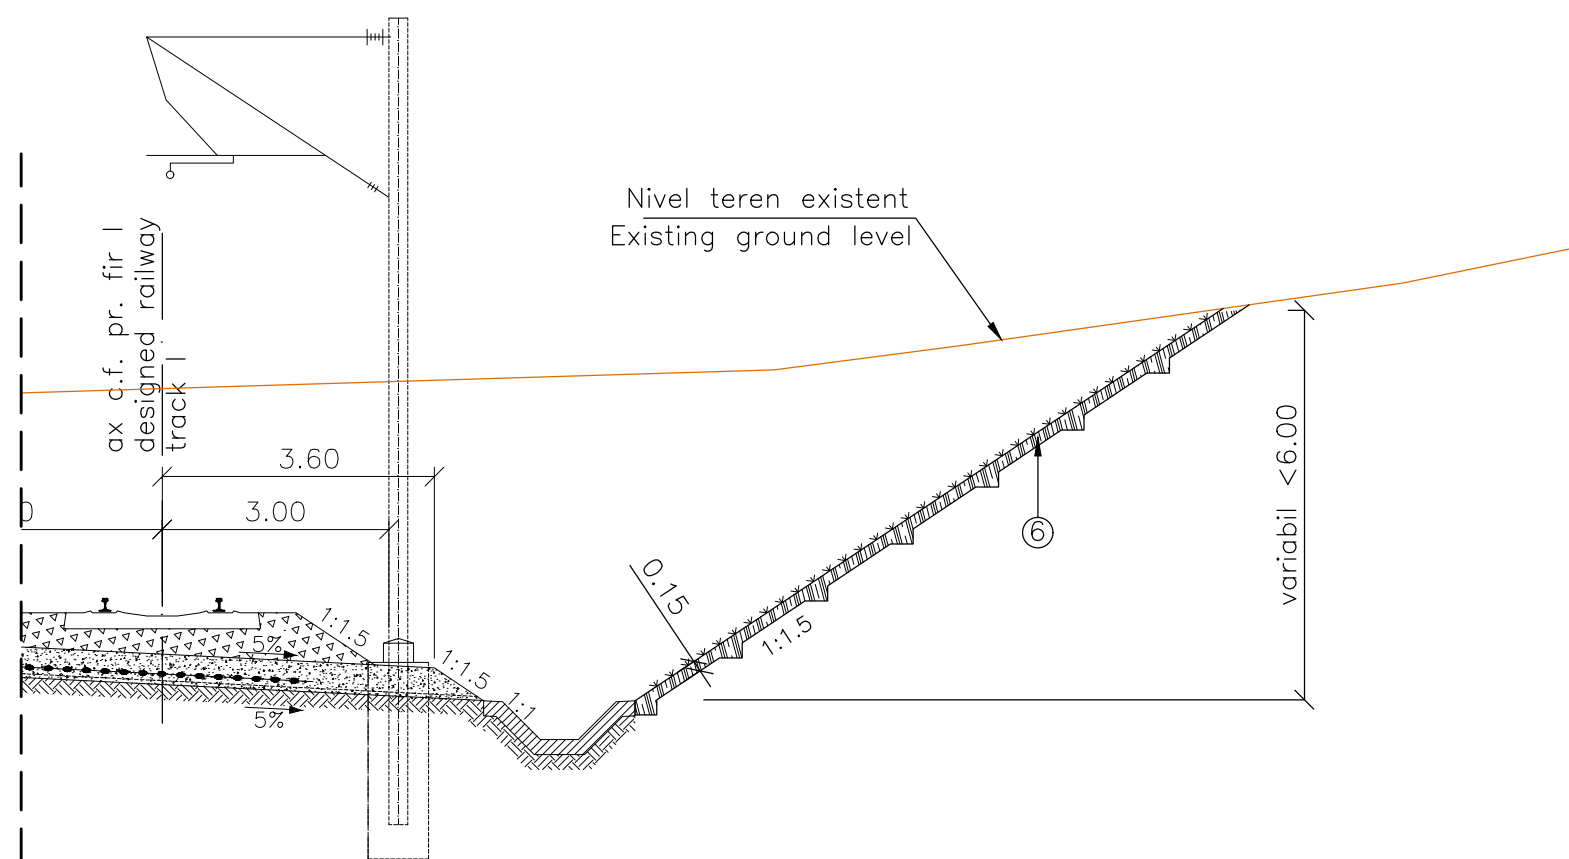 Nivel teren existent
Existing ground level
ax c.f. pr. fir I
designed railway
track I
3.60
0
3.00
variabil <6.00
6
0.15
1:1.5
1:1.5
1:1.5
1:1
5%
5%